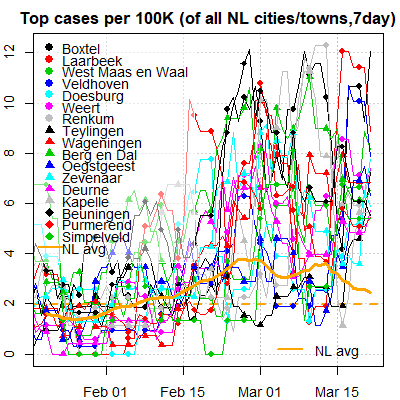 Top cases per 100K (of all NL cities/towns,7day)
12
10
8
6
4
2
0
Boxtel
Laarbeek
West Maas en Waal
Veldhoven
Doesburg
Weert
Renkum
Teylingen
Wageningen
Berg en Dal
Oegstgeest
Zevenaar
Deurne
Kapelle
Beuningen
Purmerend
Simpelveld
NL avg
NL avg
Feb 01
Feb 15
Mar 01
Mar 15